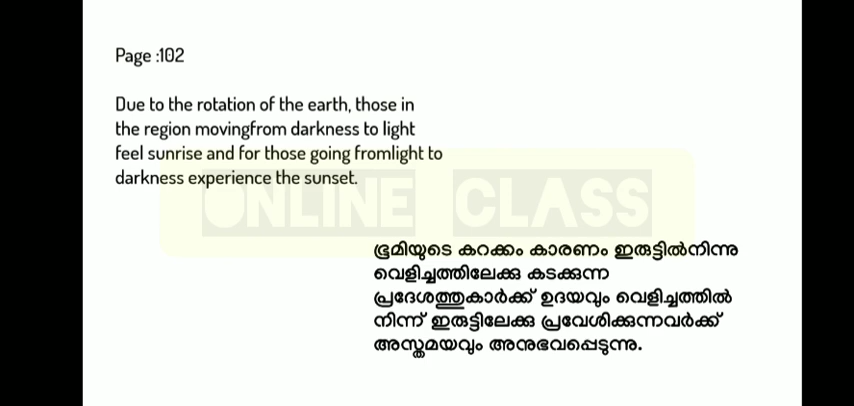 Page :102
Due to the rotation of the earth, those in
the region movingfrom darkness to light
feel sunrise and for those going fromlight to
darkness experience the sunset.
ONLINE CLASS
ഭൂമിയുടെ കറക്കം കാരണം ഇരുട്ടിൽനിന്നു
വെളിച്ചത്തിലേക്കു കടക്കുന്ന
പ്രദേശത്തുകാർക്ക് ഉദയവും വെളിച്ചത്തിൽ
നിന്ന് ഇരുട്ടിലേക്കു പ്രവേശിക്കുന്നവർക്ക്
അസ്തമയവും അനുഭവപ്പെടുന്നു.